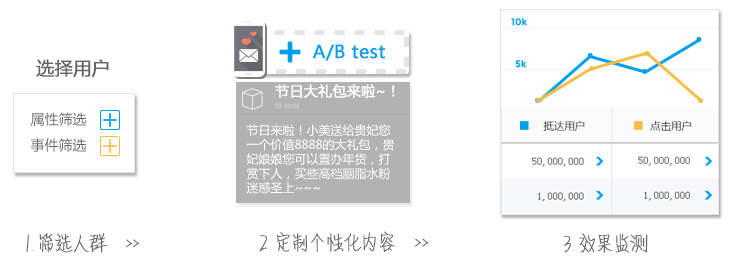 选择用户
属性筛选
事件筛选
1.筛选人群 >>
A/B test
节日大礼包来啦~！
节日来啦！小美送给贵妃您
一个价值8888的大礼包，贵
妃娘娘您可以置办年货，打
赏下人，买些高档胭脂水粉
迷惑圣上~~~
2.定制个性化内容 >>
10k
5k
抵达用户 点击用户
50,000,000 50,000,000
1,000,000 1,000,000
3.效果监测